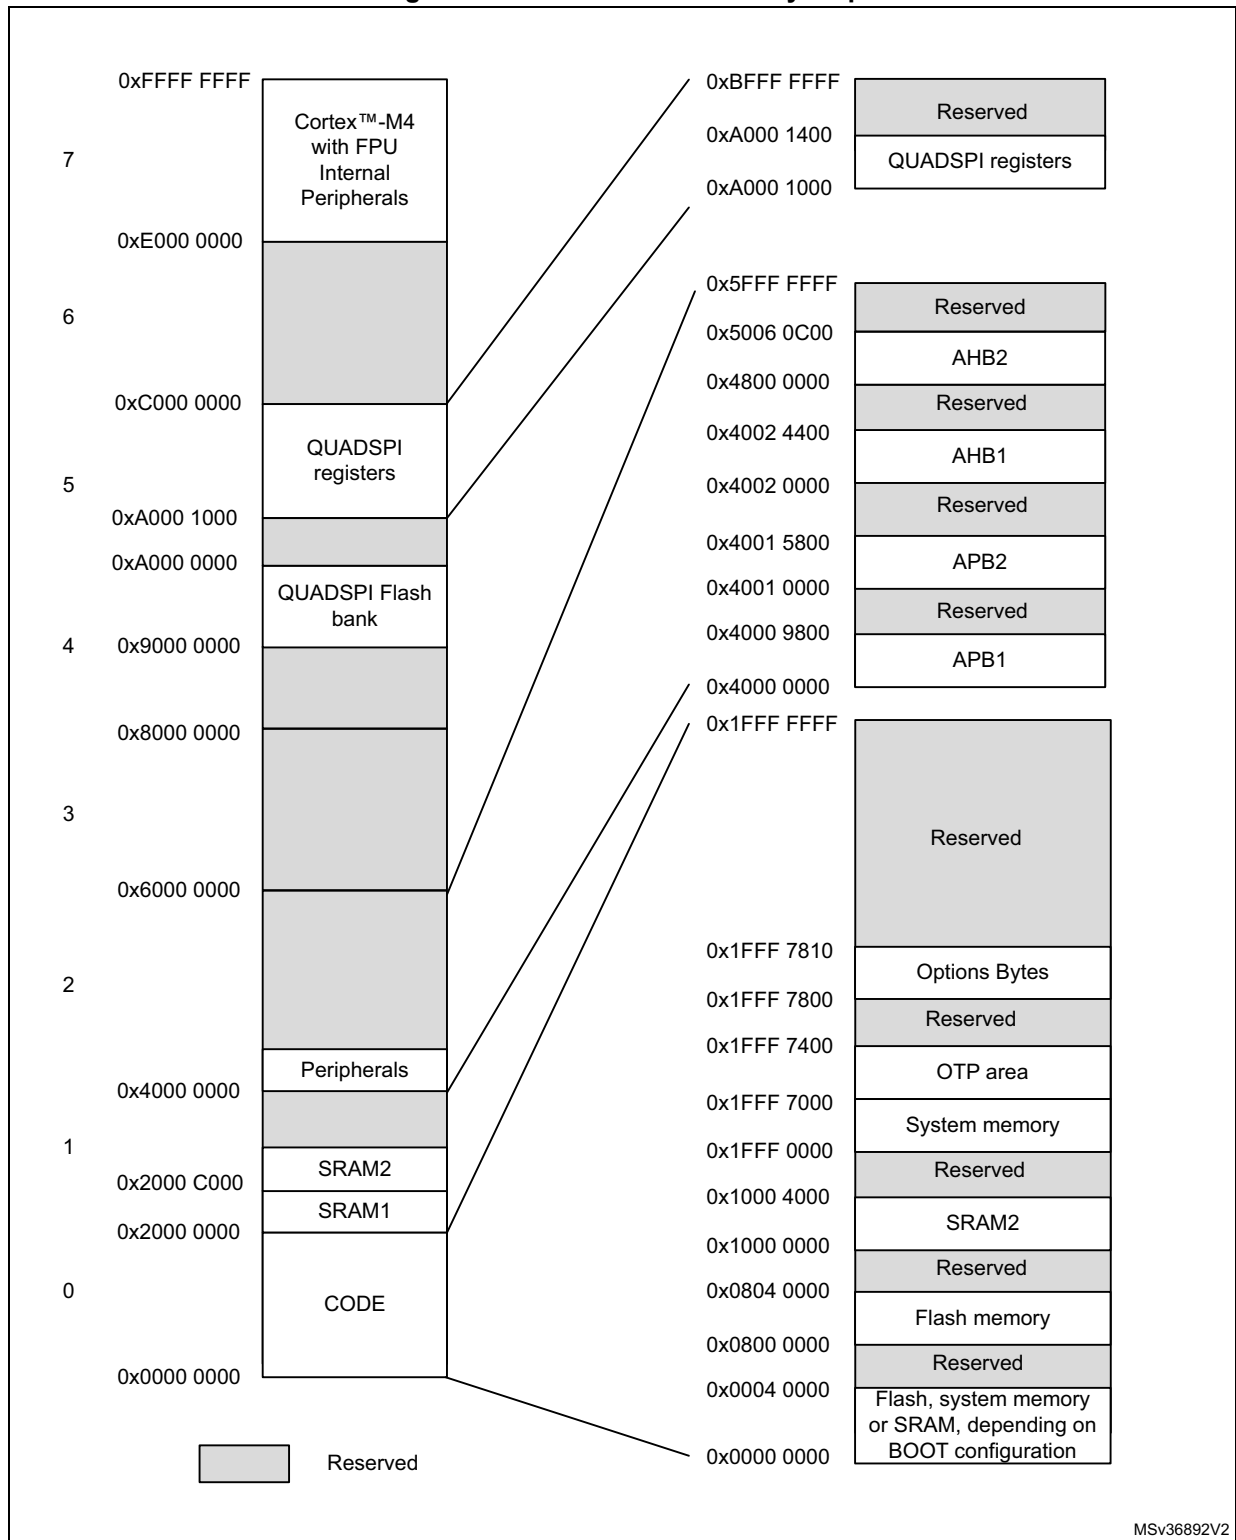 0xFFFF FFFF
Cortex™-M4
with FPU
Internal
Peripherals
7
0xE000 0000
6
0xC000 0000
QUADSPI
registers
5
0xA000 1000
0xA000 0000
QUADSPI Flash
bank
4
0x9000 0000
0x8000 0000
3
0x6000 0000
2
Peripherals
0x4000 0000
1
SRAM2
0x2000 C000
SRAM1
0x2000 0000
0
CODE
0x0000 0000
Reserved
0xBFFF FFFF
Reserved
0xA000 1400
QUADSPI registers
0xA000 1000
0x5FFF FFFF
Reserved
0x5006 0C00
AHB2
0x4800 0000
Reserved
0x4002 4400
AHB1
0x4002 0000
Reserved
0x4001 5800
APB2
0x4001 0000
Reserved
0x4000 9800
APB1
0x4000 0000
0x1FFF FFFF
Reserved
0x1FFF 7810
Options Bytes
0x1FFF 7800
Reserved
0x1FFF 7400
OTP area
0x1FFF 7000
System memory
0x1FFF 0000
Reserved
0x1000 4000
SRAM2
0x1000 0000
Reserved
0x0804 0000
Flash memory
0x0800 0000
Reserved
0x0004 0000
Flash, system memory
or SRAM, depending on
BOOT configuration
0x0000 0000
MSv36892V2